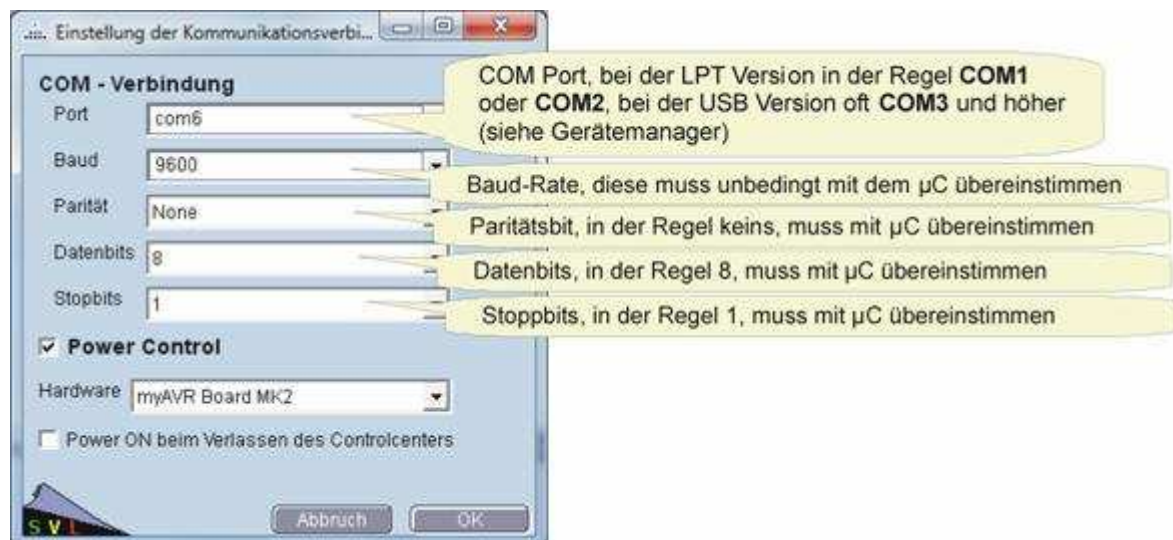 Einstellung der Kommunikationsverbi...
COM - Verbindung
Port
com6
COM Port, bei der LPT Version in der Regel COM1
oder COM2, bei der USB Version oft COM3 und höher
(siehe Gerätemanager)
Baud
9600
Baud-Rate, diese muss unbedingt mit dem µC übereinstimmen
Parität
None
Paritätsbit, in der Regel keins, muss mit µC übereinstimmen
Datenbits
8
Datenbits, in der Regel 8, muss mit µC übereinstimmen
Stopbits
1
Stoppbits, in der Regel 1, muss mit µC übereinstimmen
Power Control
Hardware
myAVR Board MK2
Power ON beim Verlassen des Controlcenters
S V L
Abbruch
OK